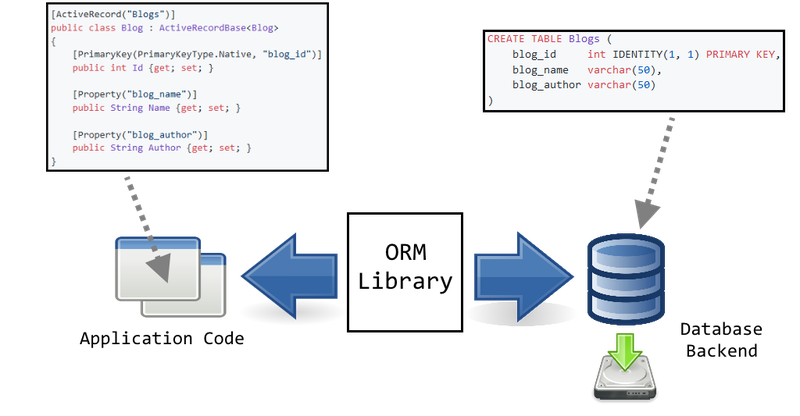 [ActiveRecord("Blogs")]
public class Blog : ActiveRecordBase<Blog>
{
    [PrimaryKey(PrimaryKeyType.Native, "blog_id")]
    public int Id {get; set; }

    [Property("blog_name")]
    public String Name {get; set; }

    [Property("blog_author")]
    public String Author {get; set; }
}
CREATE TABLE Blogs (
    blog_id     int IDENTITY(1, 1) PRIMARY KEY,
    blog_name   varchar(50),
    blog_author varchar(50)
)
ORM
Library
Application Code
Database
Backend